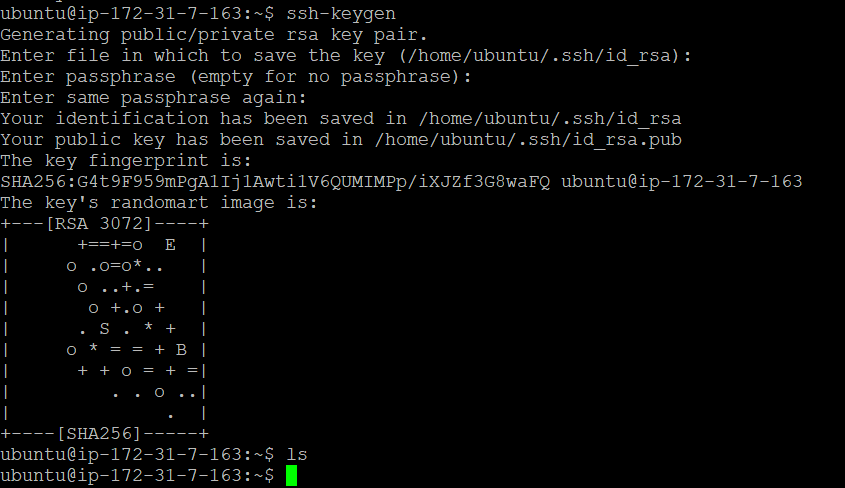 ubuntu@ip-172-31-7-163:~$ ssh-keygen
Generating public/private rsa key pair.
Enter file in which to save the key (/home/ubuntu/.ssh/id_rsa):
Enter passphrase (empty for no passphrase):
Enter same passphrase again:
Your identification has been saved in /home/ubuntu/.ssh/id_rsa
Your public key has been saved in /home/ubuntu/.ssh/id_rsa.pub
The key fingerprint is:
SHA256:G4t9F959mPgA1Ij1Awti1V6QUMIMPp/iXJZf3G8waFQ ubuntu@ip-172-31-7-163
The key's randomart image is:
+---[RSA 3072]----+
|      +==+=o  E  |
|     o .o=o*..   |
|      o ..+.=    |
|       o +.o +   |
|      . S . * +  |
|     o * = = + B |
|      + + o = + =|
|         . . o ..|
|              .  |
+----[SHA256]-----+
ubuntu@ip-172-31-7-163:~$ ls
ubuntu@ip-172-31-7-163:~$